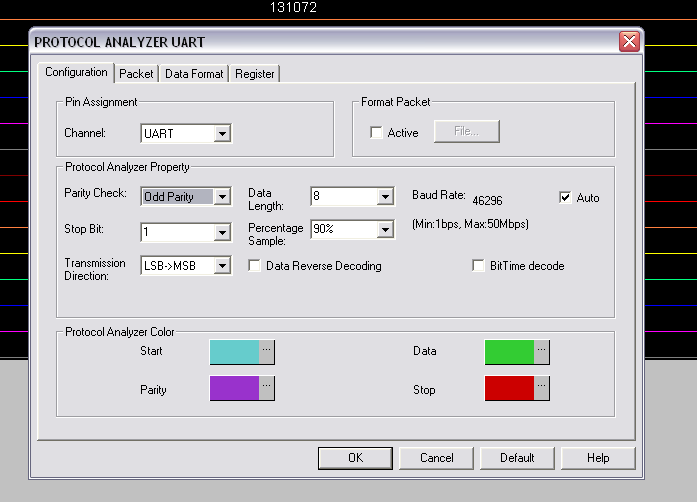 131072
PROTOCOL ANALYZER UART
Configuration Packet Data Format Register
Pin Assignment
Channel: UART
Format Packet
Active File...
Protocol Analyzer Property
Parity Check: Odd Parity
Data
Length: 8
Baud Rate: 46296
Auto
Stop Bit: 1
Percentage
Sample: 90%
(Min:1bps, Max:50Mbps)
Transmission
Direction: LSB->MSB
Data Reverse Decoding
BitTime decode
Protocol Analyzer Color
Start ... Data ...
Parity ... Stop ...
OK Cancel Default Help